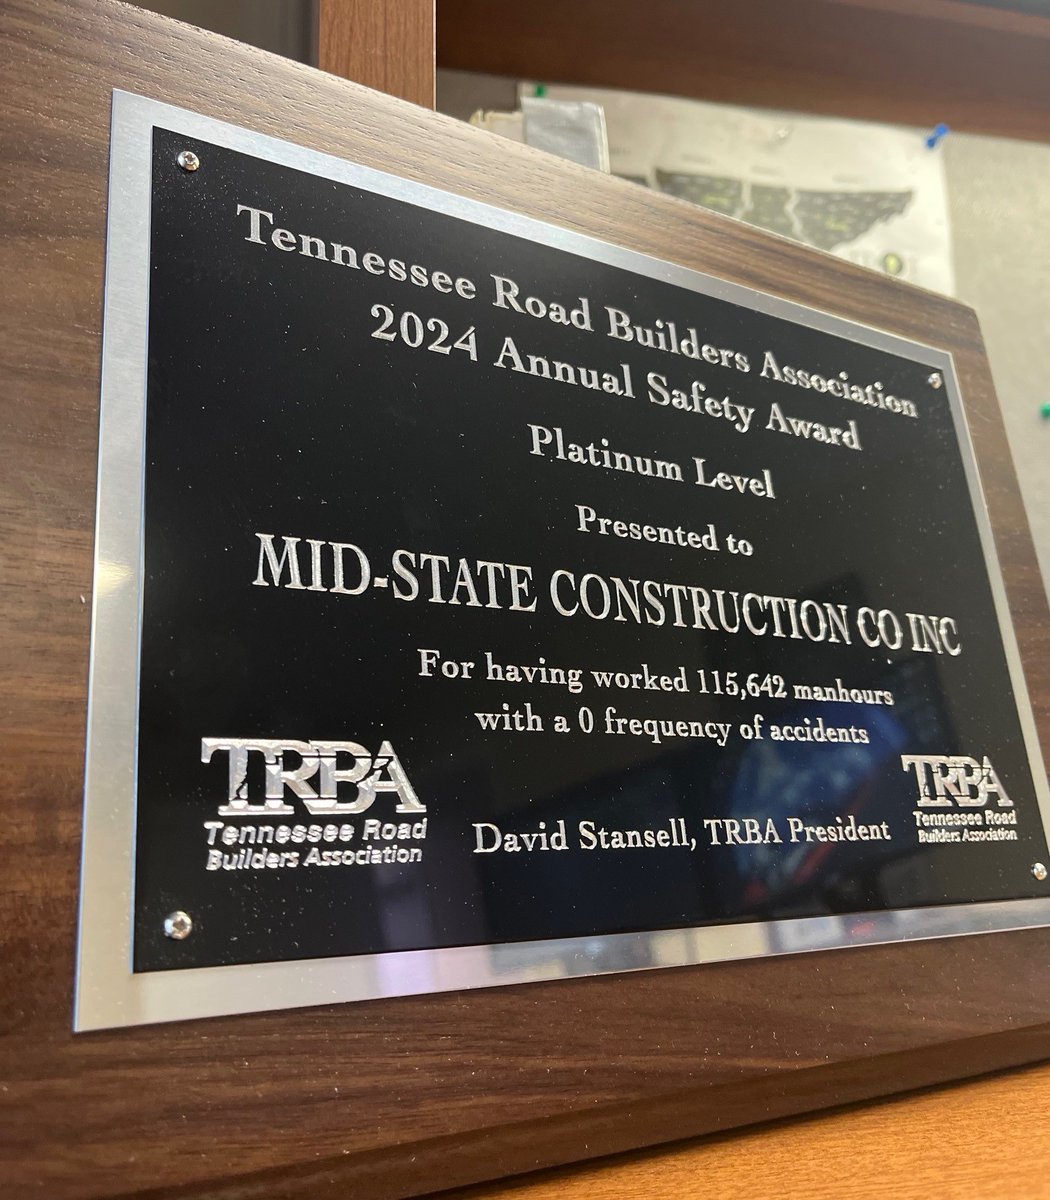 Tennessee Road Builders Association
2024 Annual Safety Award
Platinum Level
Presented to
MID-STATE CONSTRUCTION CO INC
For having worked 115,642 manhours
with a 0 frequency of accidents
TRBA
Tennessee Road
Builders Association
David Stansell, TRBA President
TRBA
Tennessee Road
Builders Association